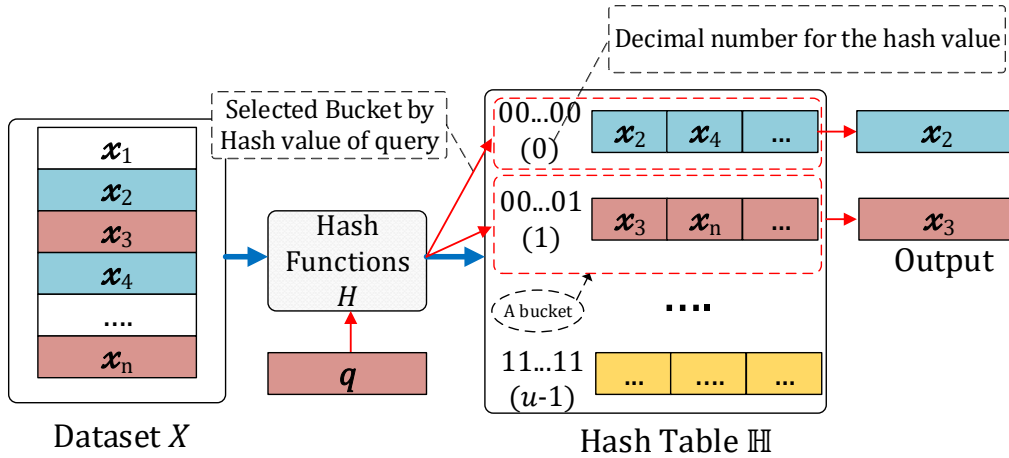 Decimal number for the hash value
Selected Bucket by
Hash value of query
𝒙1
𝒙2
𝒙3
𝒙4
....
𝒙n
Dataset X
Hash
Functions
H
q
00...00
(0)
𝒙2 𝒙4 ...
𝒙2
00...01
(1)
𝒙3 𝒙n ...
𝒙3
Output
A bucket
....
11...11
(u-1)
... .... ...
Hash Table ℍ